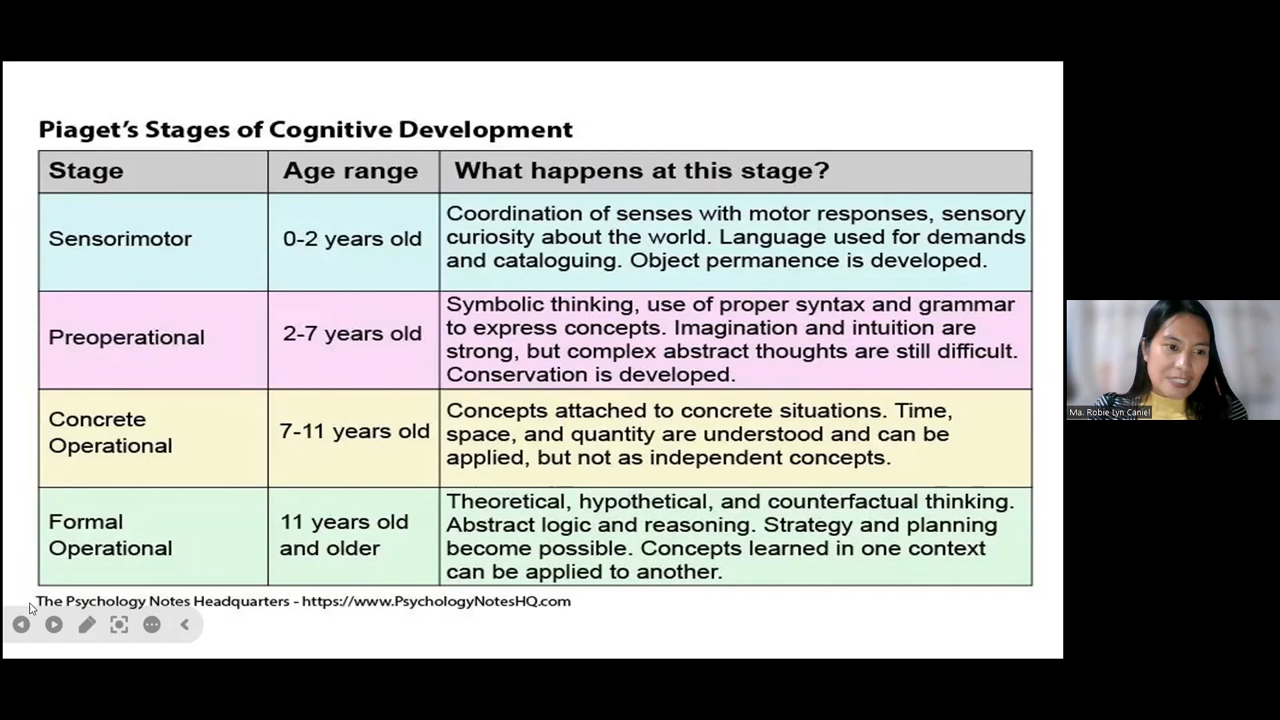 Piaget's Stages of Cognitive Development
Stage
Age range
What happens at this stage?
Sensorimotor
0-2 years old
Coordination of senses with motor responses, sensory
curiosity about the world. Language used for demands
and cataloguing. Object permanence is developed.
Preoperational
2-7 years old
Symbolic thinking, use of proper syntax and grammar
to express concepts. Imagination and intuition are
strong, but complex abstract thoughts are still difficult.
Conservation is developed.
Concrete
Operational
7-11 years old
Concepts attached to concrete situations. Time,
space, and quantity are understood and can be
applied, but not as independent concepts.
Formal
Operational
11 years old
and older
Theoretical, hypothetical, and counterfactual thinking.
Abstract logic and reasoning. Strategy and planning
become possible. Concepts learned in one context
can be applied to another.
The Psychology Notes Headquarters - https://www.PsychologyNotesHQ.com
Ma. Robie Lyn Caniel